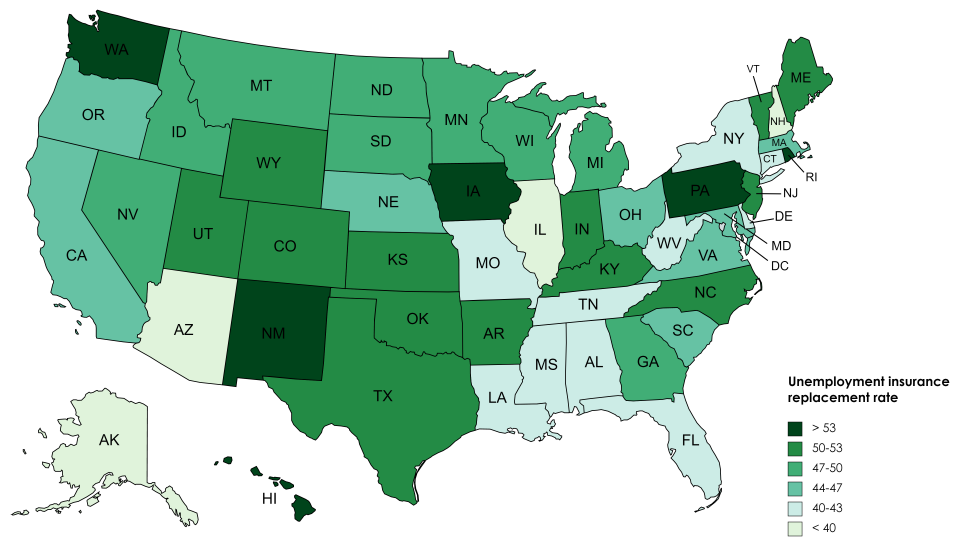 WA
MT
ND
MN
OR
ID
SD
WI
MI
WY
NV
UT
CO
CA
NE
IA
KS
AZ
NM
OK
TX
MO
AR
LA
IL
IN
OH
KY
TN
MS
AL
GA
FL
SC
NC
VA
WV
PA
NY
VT
ME
NH
MA
CT
RI
NJ
DE
MD
DC
AK
HI
Unemployment insurance
replacement rate
> 53
50-53
47-50
44-47
40-43
< 40